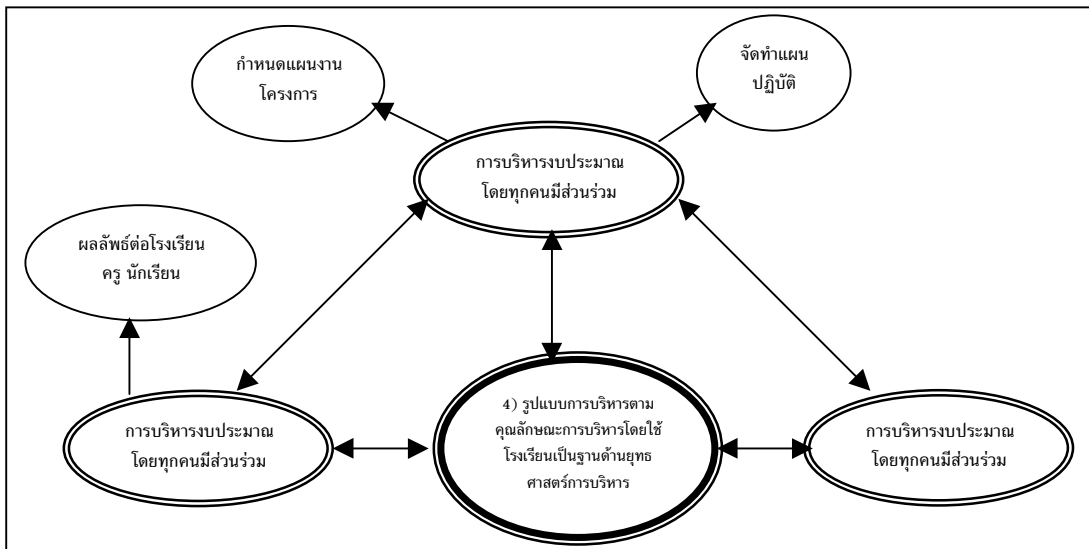 กำหนดแผนงาน
โครงการ
จัดทำแผน
ปฏิบัติ
การบริหารงบประมาณ
โดยทุกคนมีส่วนร่วม
ผลลัพธ์ต่อโรงเรียน
ครู นักเรียน
การบริหารงบประมาณ
โดยทุกคนมีส่วนร่วม
4) รูปแบบการบริหารตาม
คุณลักษณะการบริหารโดยใช้
โรงเรียนเป็นฐานด้านยุทธ
ศาสตร์การบริหาร
การบริหารงบประมาณ
โดยทุกคนมีส่วนร่วม